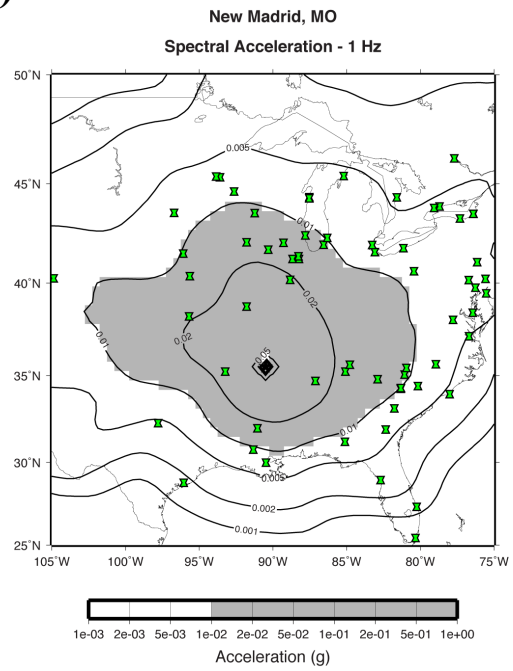 New Madrid, MO
Spectral Acceleration - 1 Hz
50˚N
0.005
45˚N
0.01
40˚N
0.02
0.01
0.02
0.05
35˚N
0.01
30˚N
0.005
0.002
0.001
25˚N
105˚W 100˚W 95˚W 90˚W 85˚W 80˚W 75˚W
1e-03 2e-03 5e-03 1e-02 2e-02 5e-02 1e-01 2e-01 5e-01 1e+00
Acceleration (g)